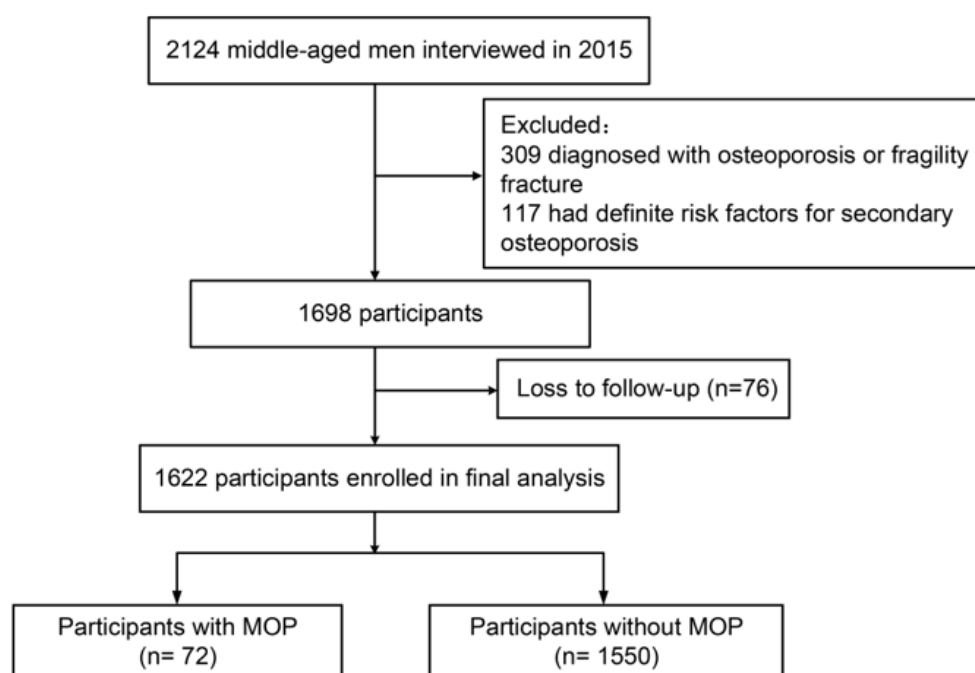 2124 middle-aged men interviewed in 2015
Excluded：
309 diagnosed with osteoporosis or fragility
fracture
117 had definite risk factors for secondary
osteoporosis
1698 participants
Loss to follow-up (n=76)
1622 participants enrolled in final analysis
Participants with MOP
(n= 72)
Participants without MOP
(n= 1550)